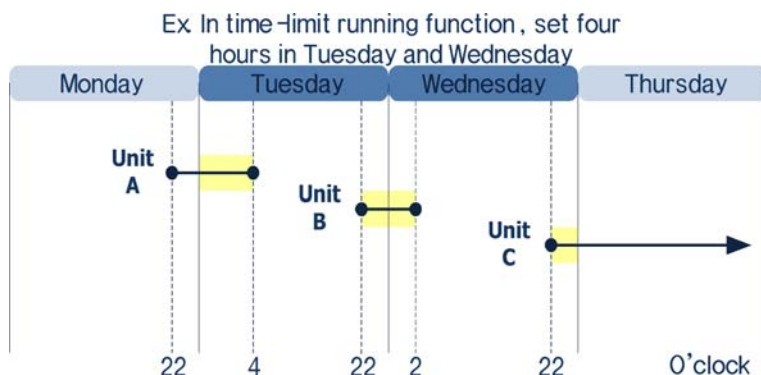 Ex. In time-limit running function, set four
hours in Tuesday and Wednesday
Monday Tuesday Wednesday Thursday
Unit
A
Unit
B
Unit
C
22 4 22 2 22 O'clock